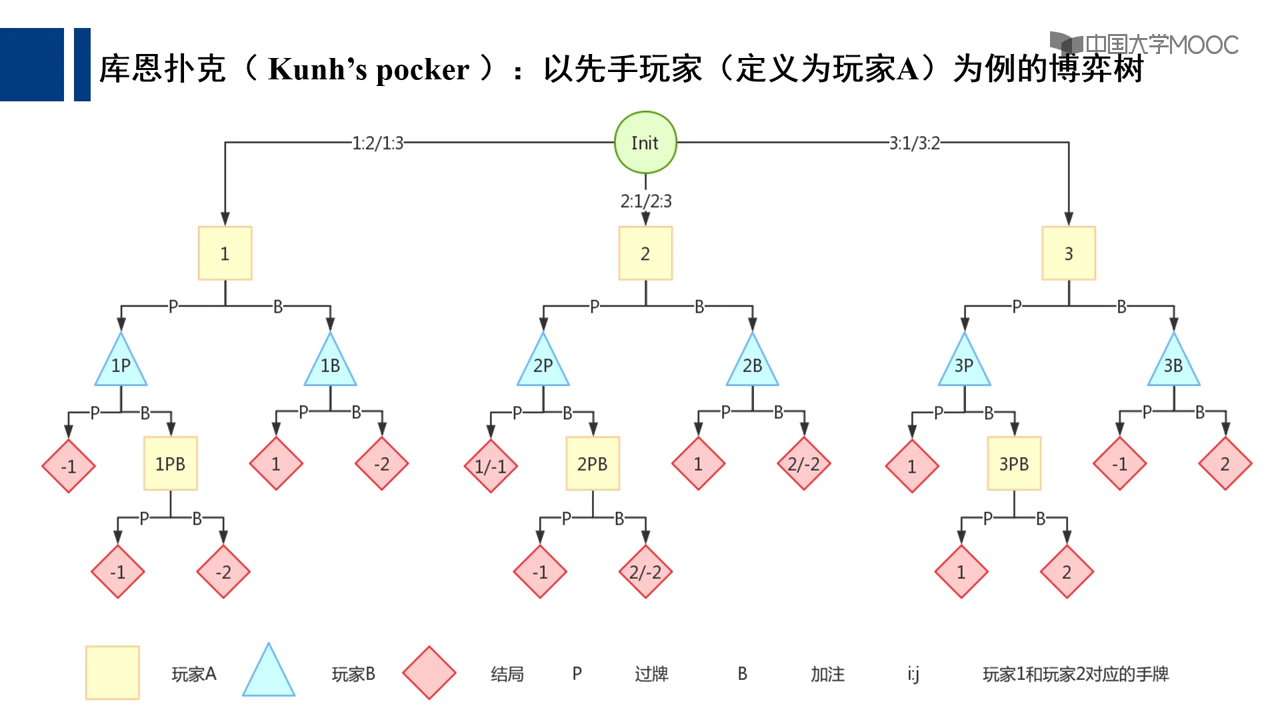 中国大学MOOC
库恩扑克（ Kunh’s pocker ）：以先手玩家（定义为玩家A）为例的博弈树
1:2/1:3 Init 3:1/3:2
2:1/2:3
1 2 3
P B P B P B
1P 1B 2P 2B 3P 3B
P B P B P B P B P B P B
-1 1PB 1 -2 1/-1 2PB 1 2/-2 1 3PB -1 2
P B P B P B
-1 -2 -1 2/-2 1 2
玩家A 玩家B 结局 P 过牌 B 加注 i:j 玩家1和玩家2对应的手牌